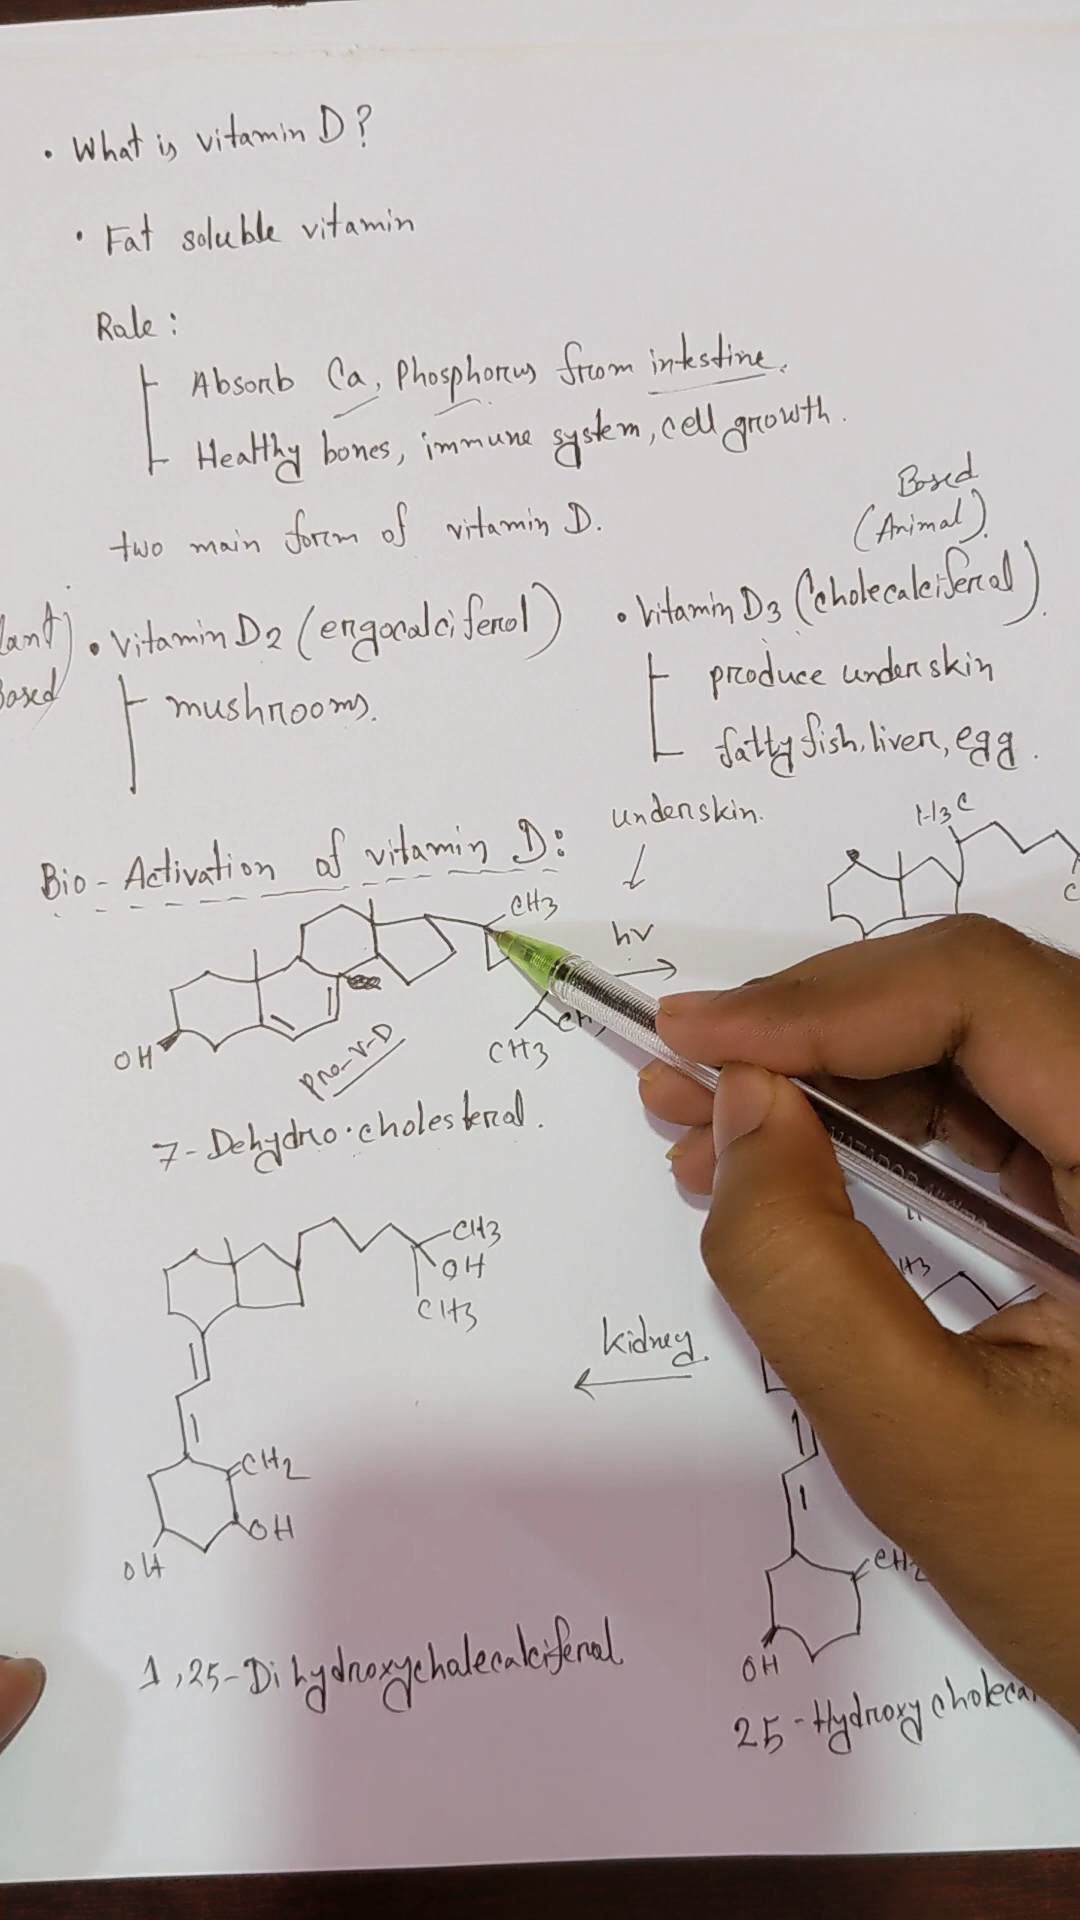 • What is vitamin D?
• Fat soluble vitamin
Role:
Absorb Ca, Phosphorus from intestine.
Healthy bones, immune system, cell growth.
two main form of vitamin D.
Based
(Animal).
• Vitamin D2 (ergocalciferol)
• Vitamin D3 (cholecalciferol).
Based
mushrooms.
produce under skin
fatty fish, liver, egg.
under skin.
Bio-Activation of vitamin D:
H3C
CH3
hv
OH
CH3
Pro-V-D
7-Dehydro.cholesterol.
CH3
OH
CH3
kidney.
CH2
OH
OH
CH2
OH
1,25-Dihydroxycholecalciferol
25-Hydroxy